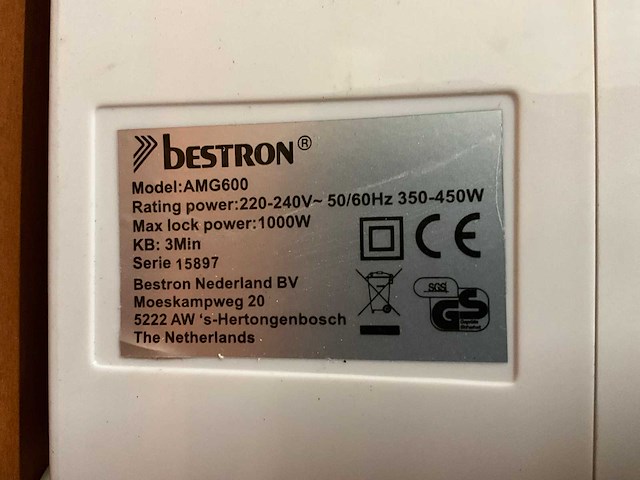 BESTRON®
Model:AMG600
Rating power:220-240V~ 50/60Hz 350-450W
Max lock power:1000W
KB: 3Min
Serie 15897
Bestron Nederland BV
Moeskampweg 20
5222 AW 's-Hertongenbosch
The Netherlands
CE
SGS
GS